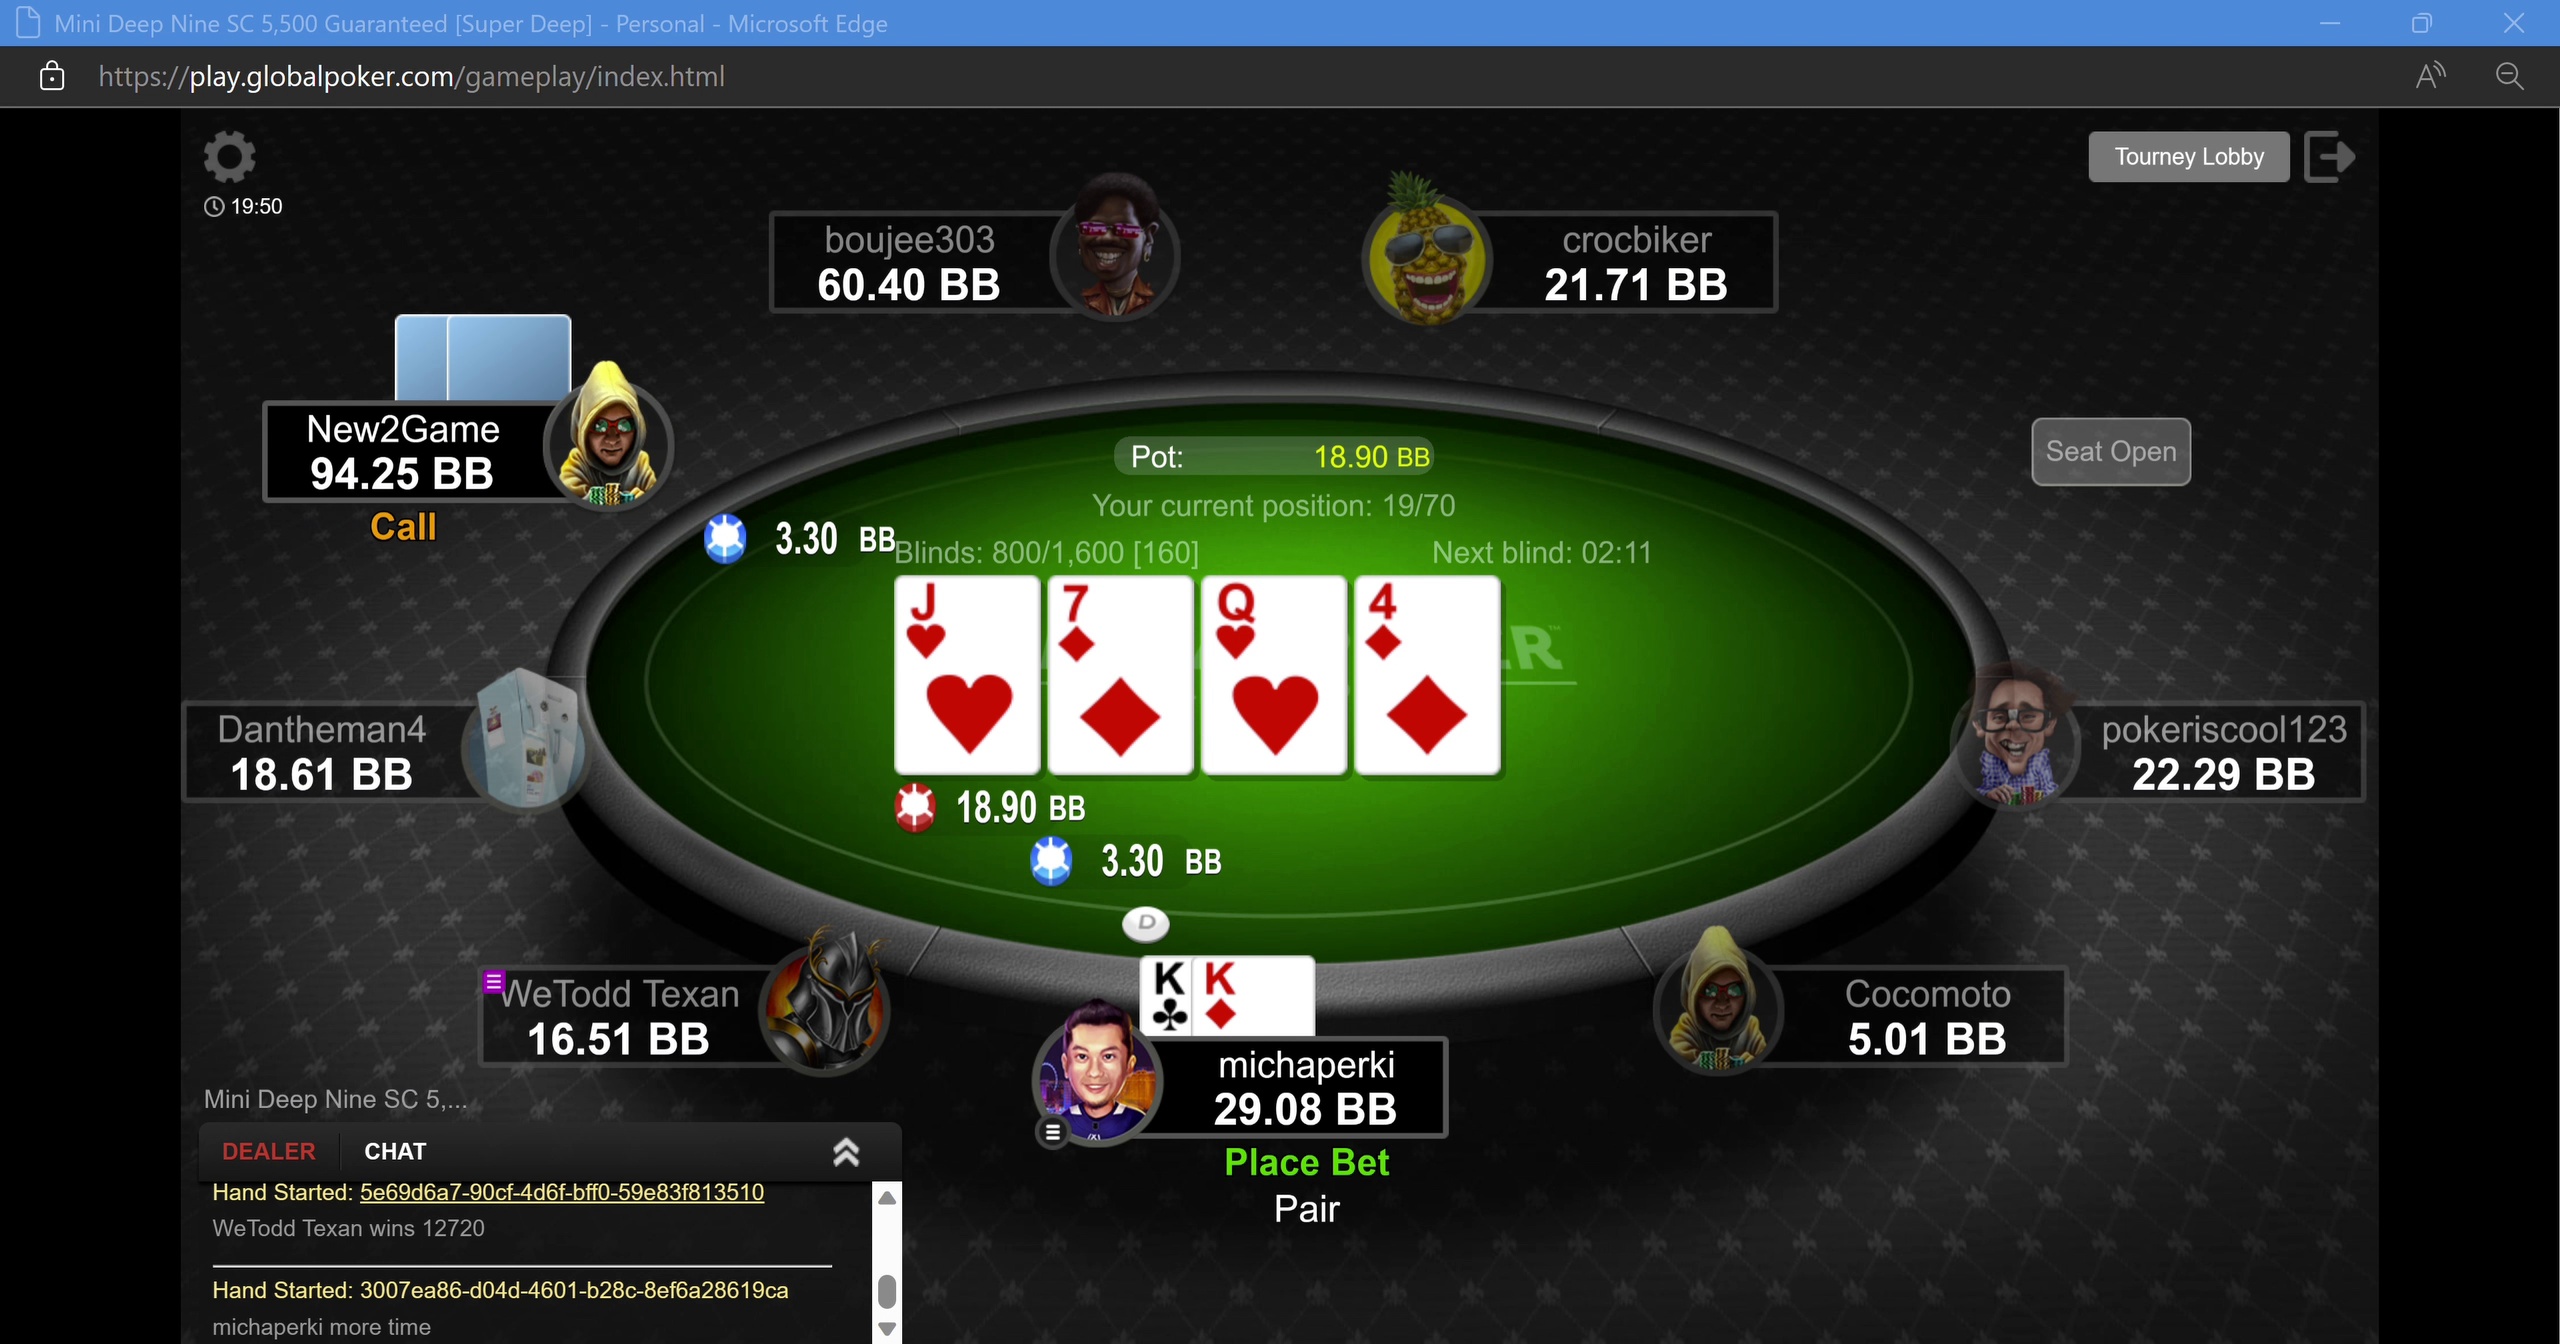 Mini Deep Nine SC 5,500 Guaranteed [Super Deep] - Personal - Microsoft Edge
https://play.globalpoker.com/gameplay/index.html
19:50
Tourney Lobby
boujee303
60.40 BB
crocbiker
21.71 BB
New2Game
94.25 BB
Call
Seat Open
Pot: 18.90 BB
Your current position: 19/70
3.30 BB
Blinds: 800/1,600 [160] Next blind: 02:11
J 7 Q 4
ER™
18.90 BB
3.30 BB
Dantheman4
18.61 BB
pokeriscool123
22.29 BB
D
WeTodd Texan
16.51 BB
K K
Cocomoto
5.01 BB
michaperki
29.08 BB
Place Bet
Pair
Mini Deep Nine SC 5,...
DEALER CHAT
Hand Started: 5e69d6a7-90cf-4d6f-bff0-59e83f813510
WeTodd Texan wins 12720
Hand Started: 3007ea86-d04d-4601-b28c-8ef6a28619ca
michaperki more time